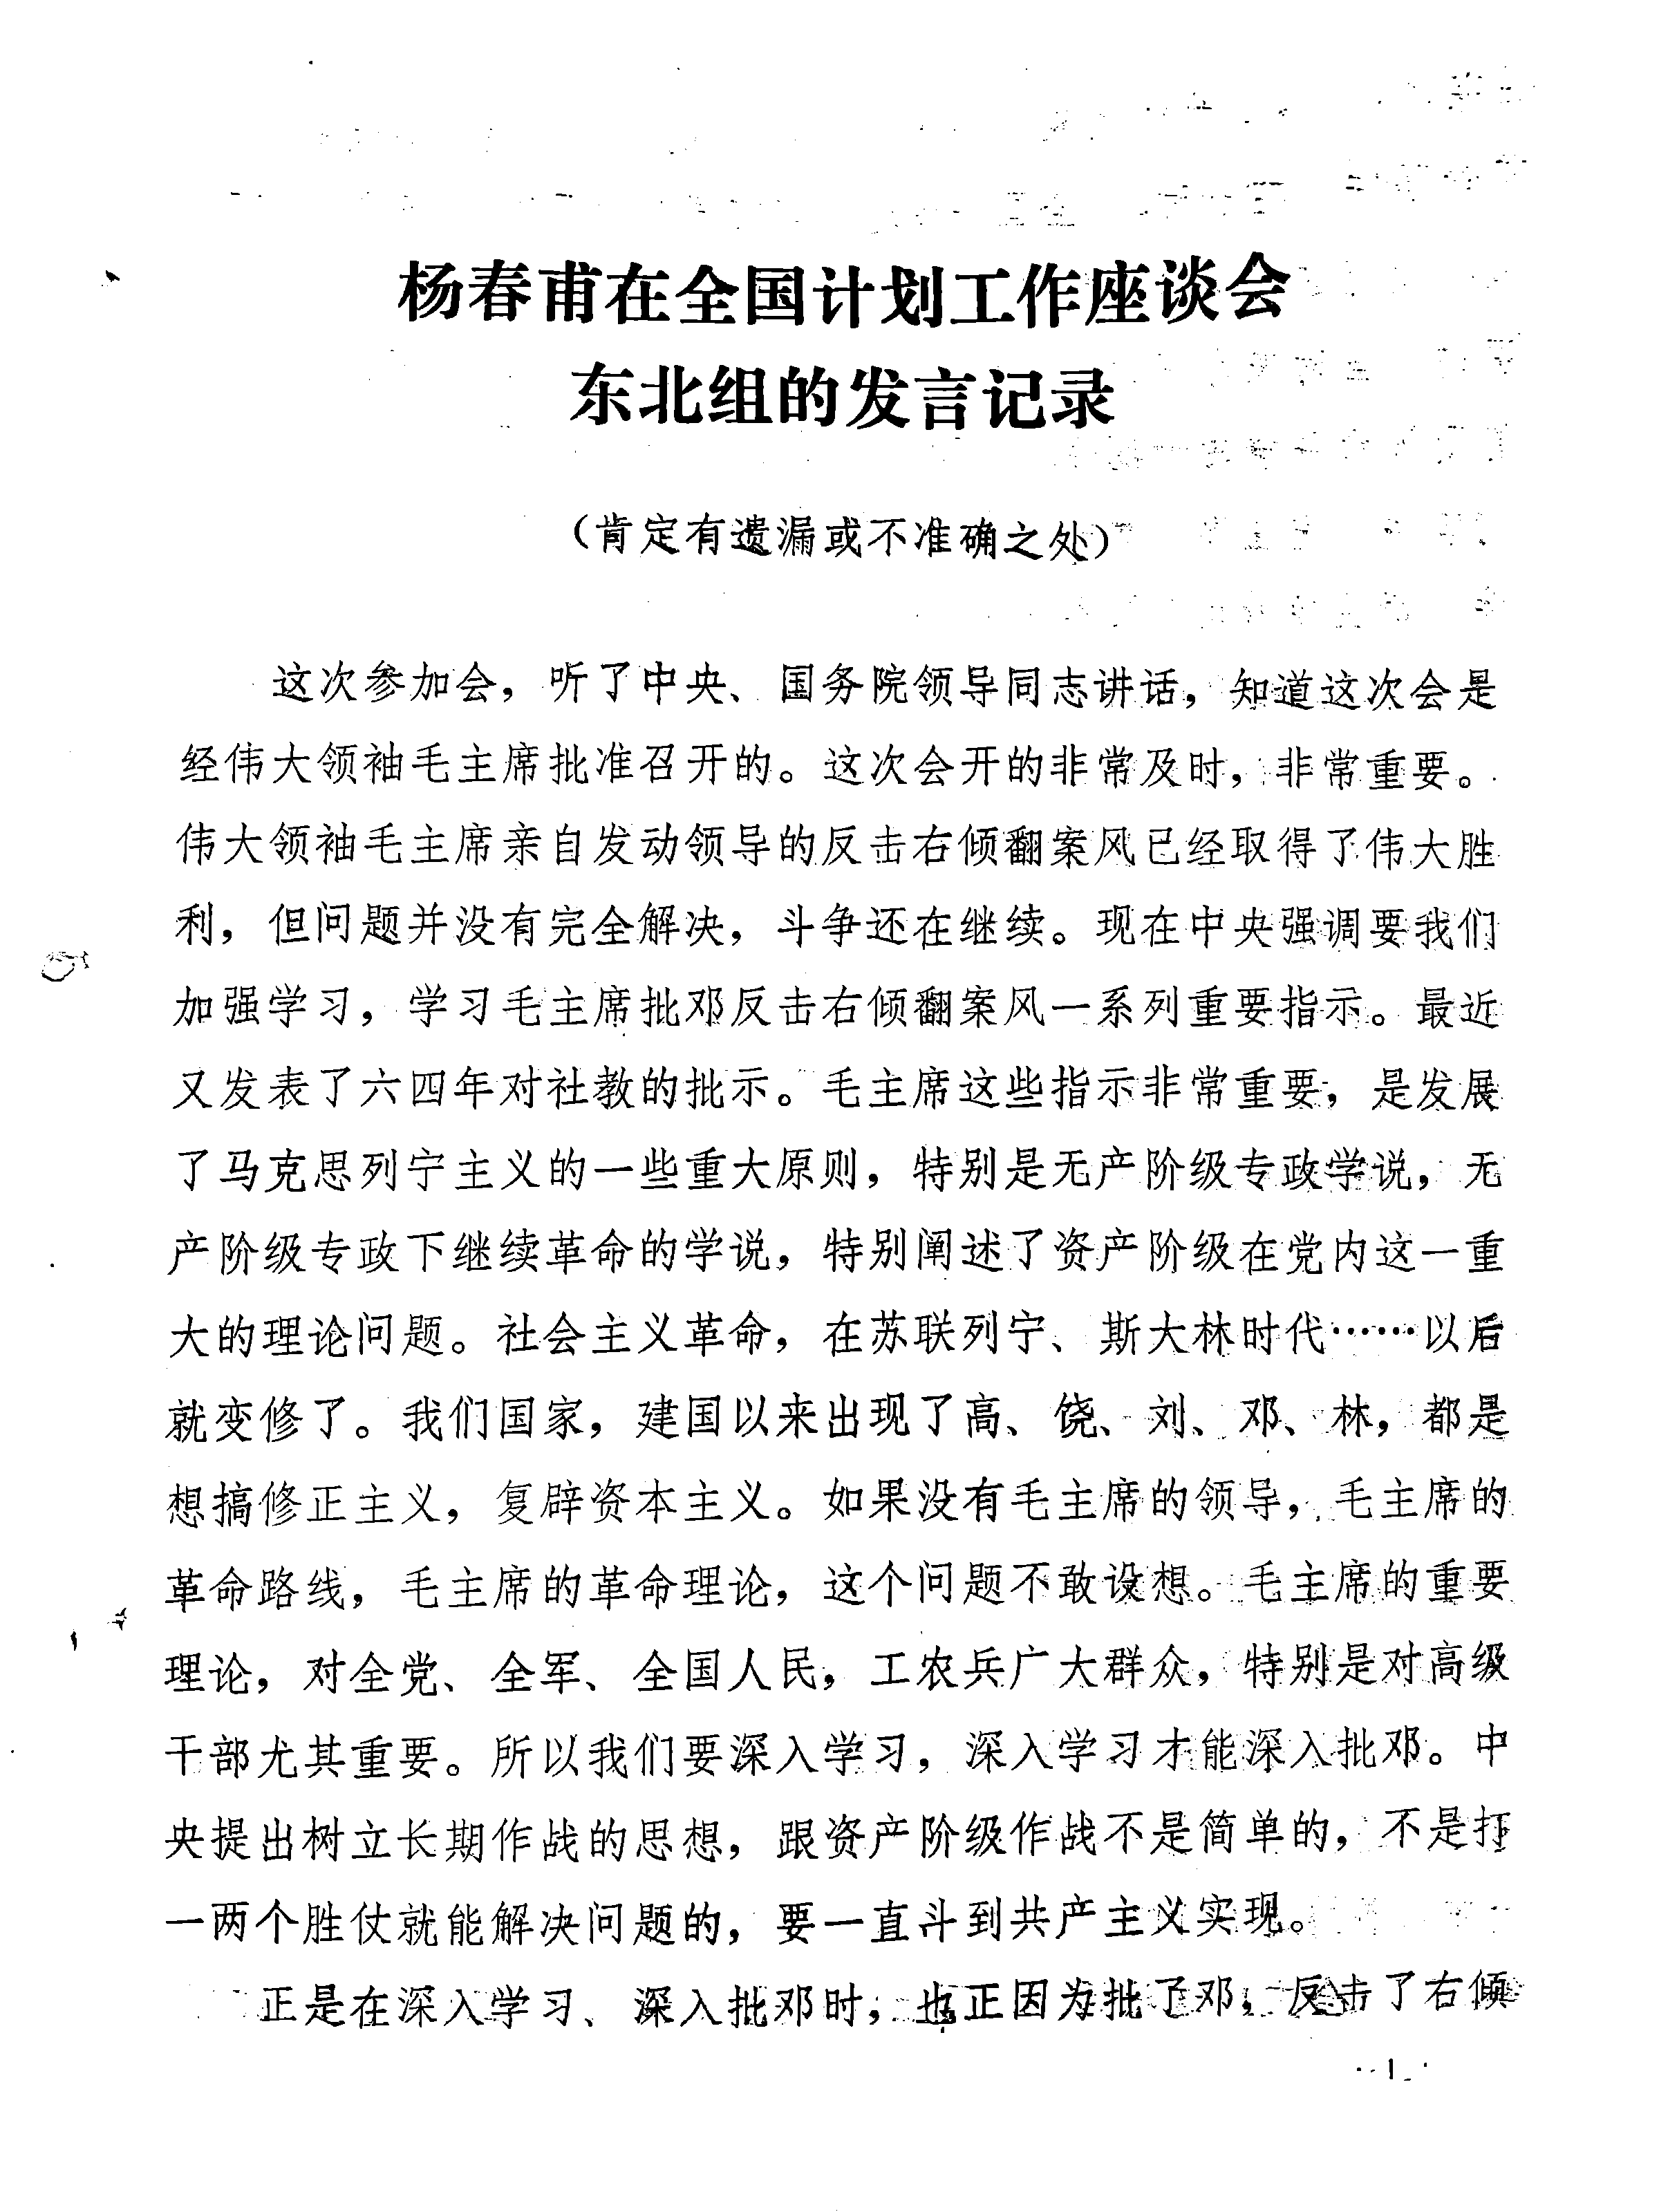 杨春甫在全国计划工作座谈会
东北组的发言记录
（肯定有遗漏或不准确之处）
这次参加会，听了中央、国务院领导同志讲话，知道这次会是
经伟大领袖毛主席批准召开的。这次会开的非常及时，非常重要。
伟大领袖毛主席亲自发动领导的反击右倾翻案风已经取得了伟大胜
利，但问题并没有完全解决，斗争还在继续。现在中央强调要我们
加强学习，学习毛主席批邓反击右倾翻案风一系列重要指示。最近
又发表了六四年对社教的批示。毛主席这些指示非常重要，是发展
了马克思列宁主义的一些重大原则，特别是无产阶级专政学说，无
产阶级专政下继续革命的学说，特别阐述了资产阶级在党内这一重
大的理论问题。社会主义革命，在苏联列宁、斯大林时代……以后
就变修了。我们国家，建国以来出现了高、饶、刘、邓、林，都是
想搞修正主义，复辟资本主义。如果没有毛主席的领导，毛主席的
革命路线，毛主席的革命理论，这个问题不敢设想。毛主席的重要
理论，对全党、全军、全国人民，工农兵广大群众，特别是对高级
干部尤其重要。所以我们要深入学习，深入学习才能深入批邓。中
央提出树立长期作战的思想，跟资产阶级作战不是简单的，不是打
一两个胜仗就能解决问题的，要一直斗到共产主义实现。
正是在深入学习、深入批邓时，也正因为批了邓，反击了右倾
1